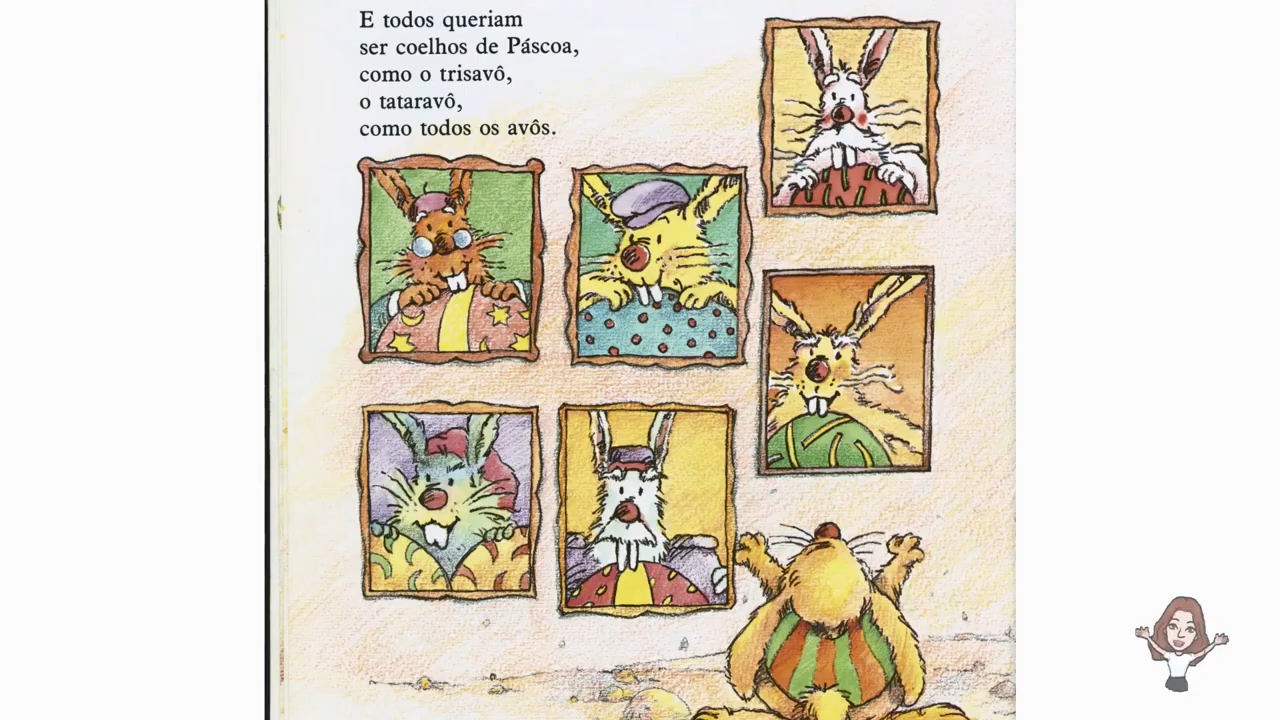 E todos queriam
ser coelhos de Páscoa,
como o trisavô,
o tataravô,
como todos os avôs.